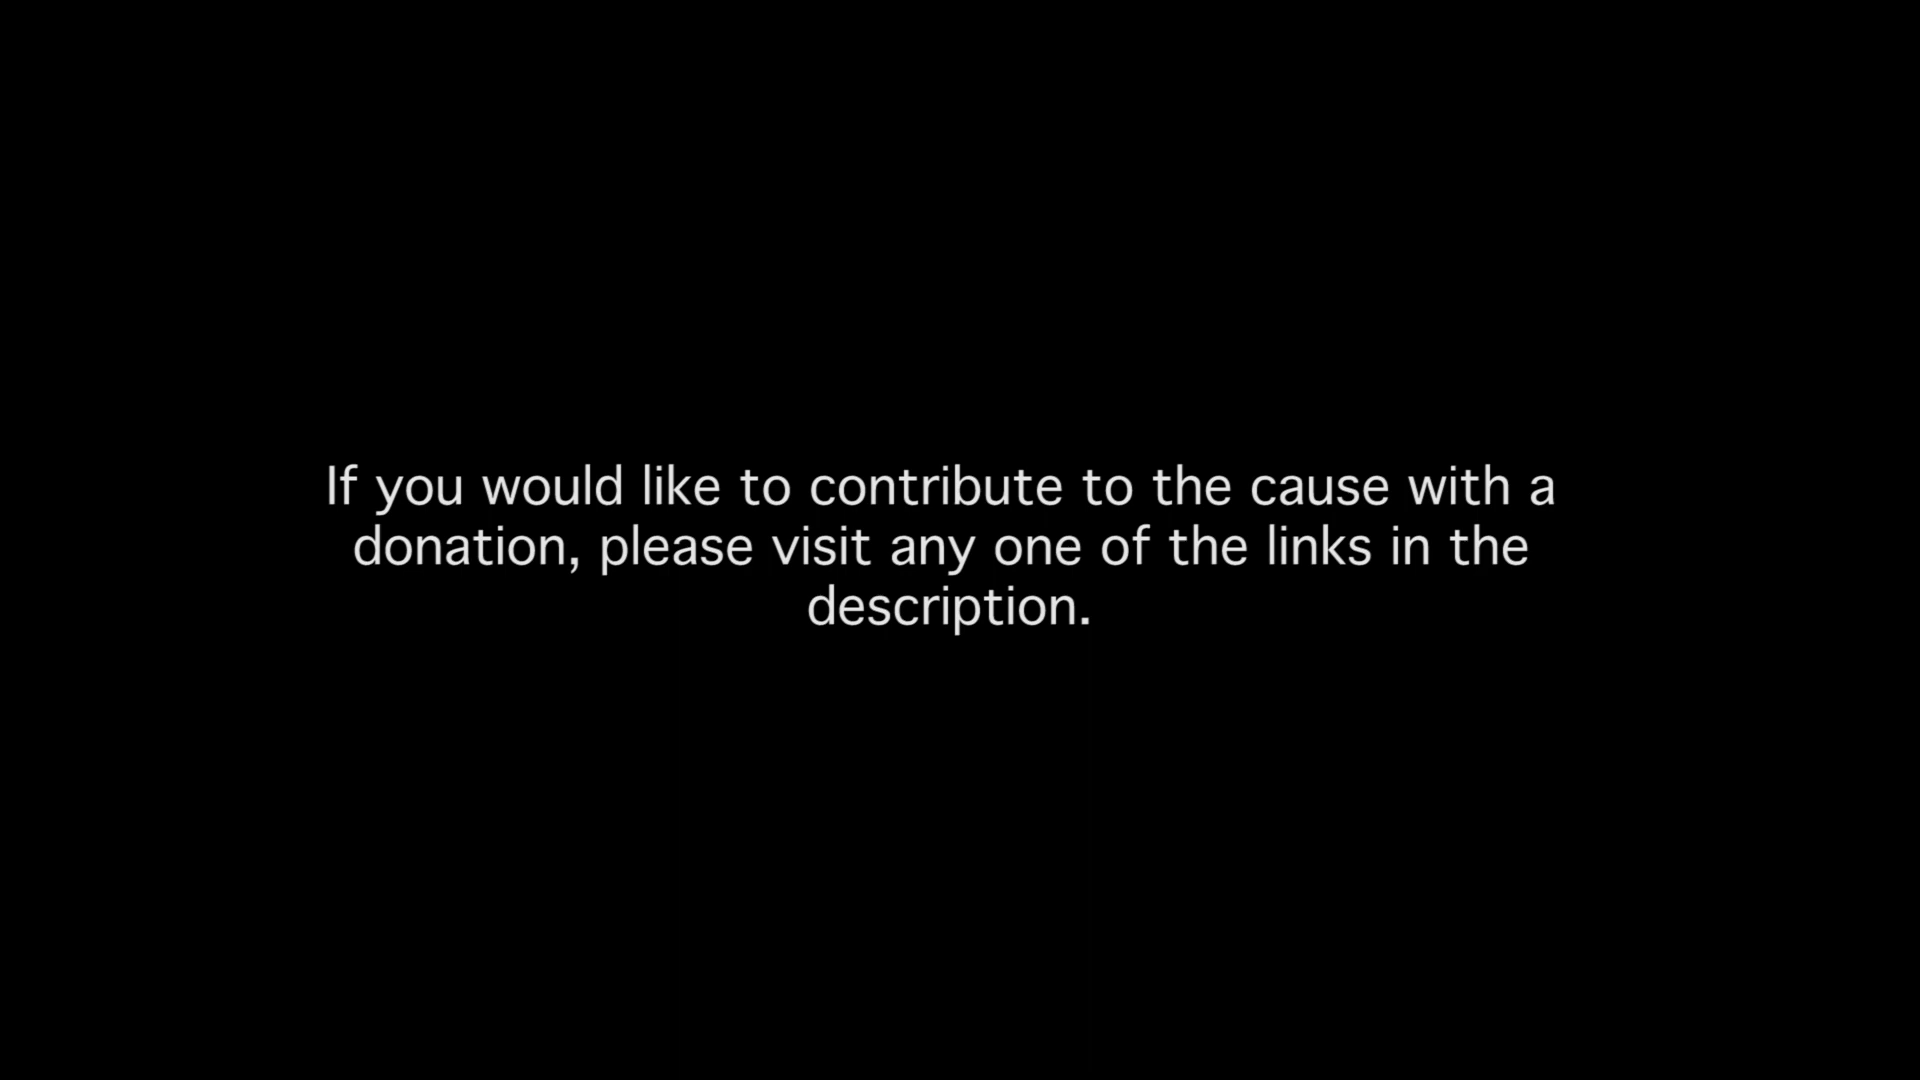 If you would like to contribute to the cause with a
donation, please visit any one of the links in the
description.